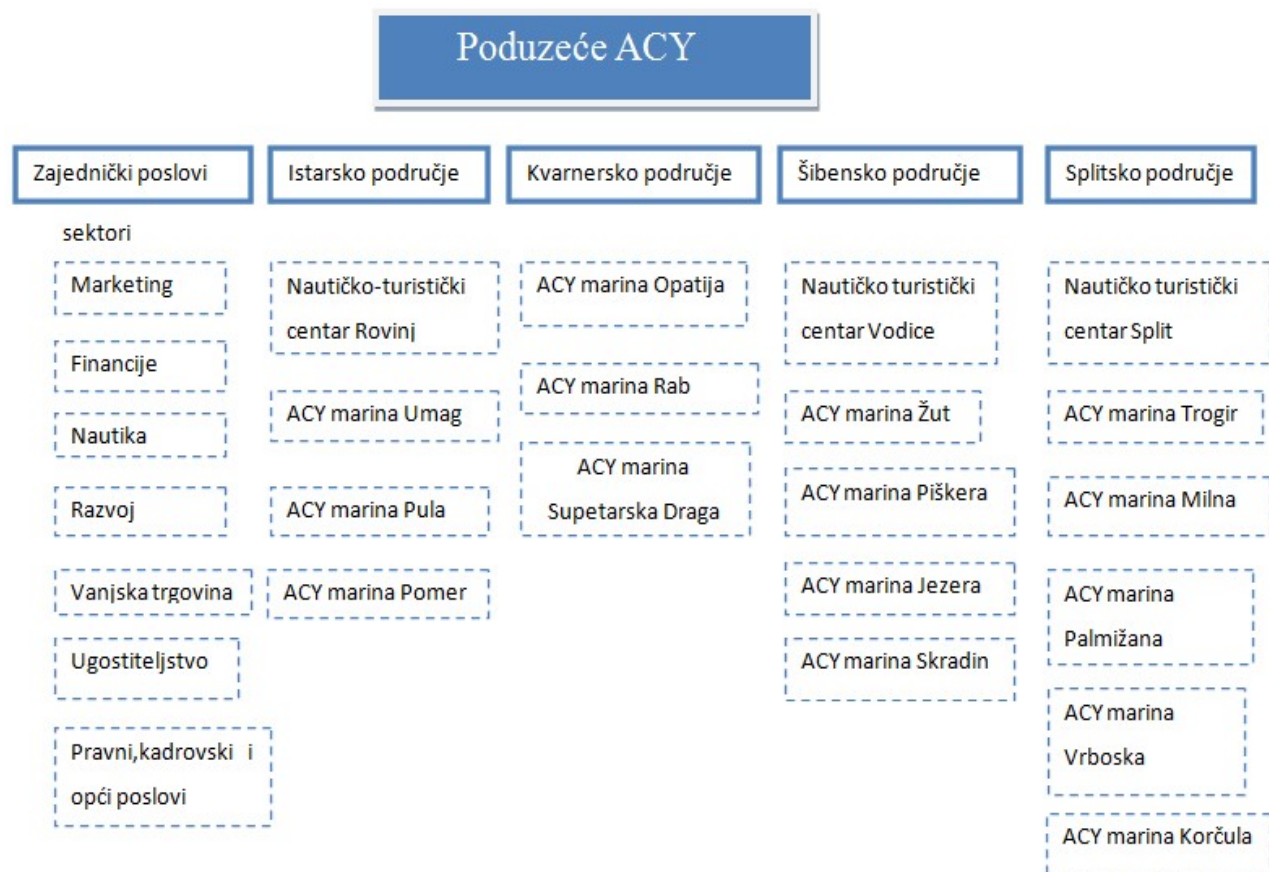 Poduzeće ACY
Zajednički poslovi
sektori
Marketing
Financije
Nautika
Razvoj
Vanjska trgovina
Ugostiteljstvo
Pravni,kadrovski i
opći poslovi
Istarsko područje
Nautičko-turistički
centar Rovinj
ACY marina Umag
ACY marina Pula
ACY marina Pomer
Kvarnersko područje
ACY marina Opatija
ACY marina Rab
ACY marina
Supetarska Draga
Šibensko područje
Nautičko turistički
centar Vodice
ACY marina Žut
ACY marina Piškera
ACY marina Jezera
ACY marina Skradin
Splitsko područje
Nautičko turistički
centar Split
ACY marina Trogir
ACY marina Milna
ACY marina
Palmižana
ACY marina
Vrboska
ACY marina Korčula